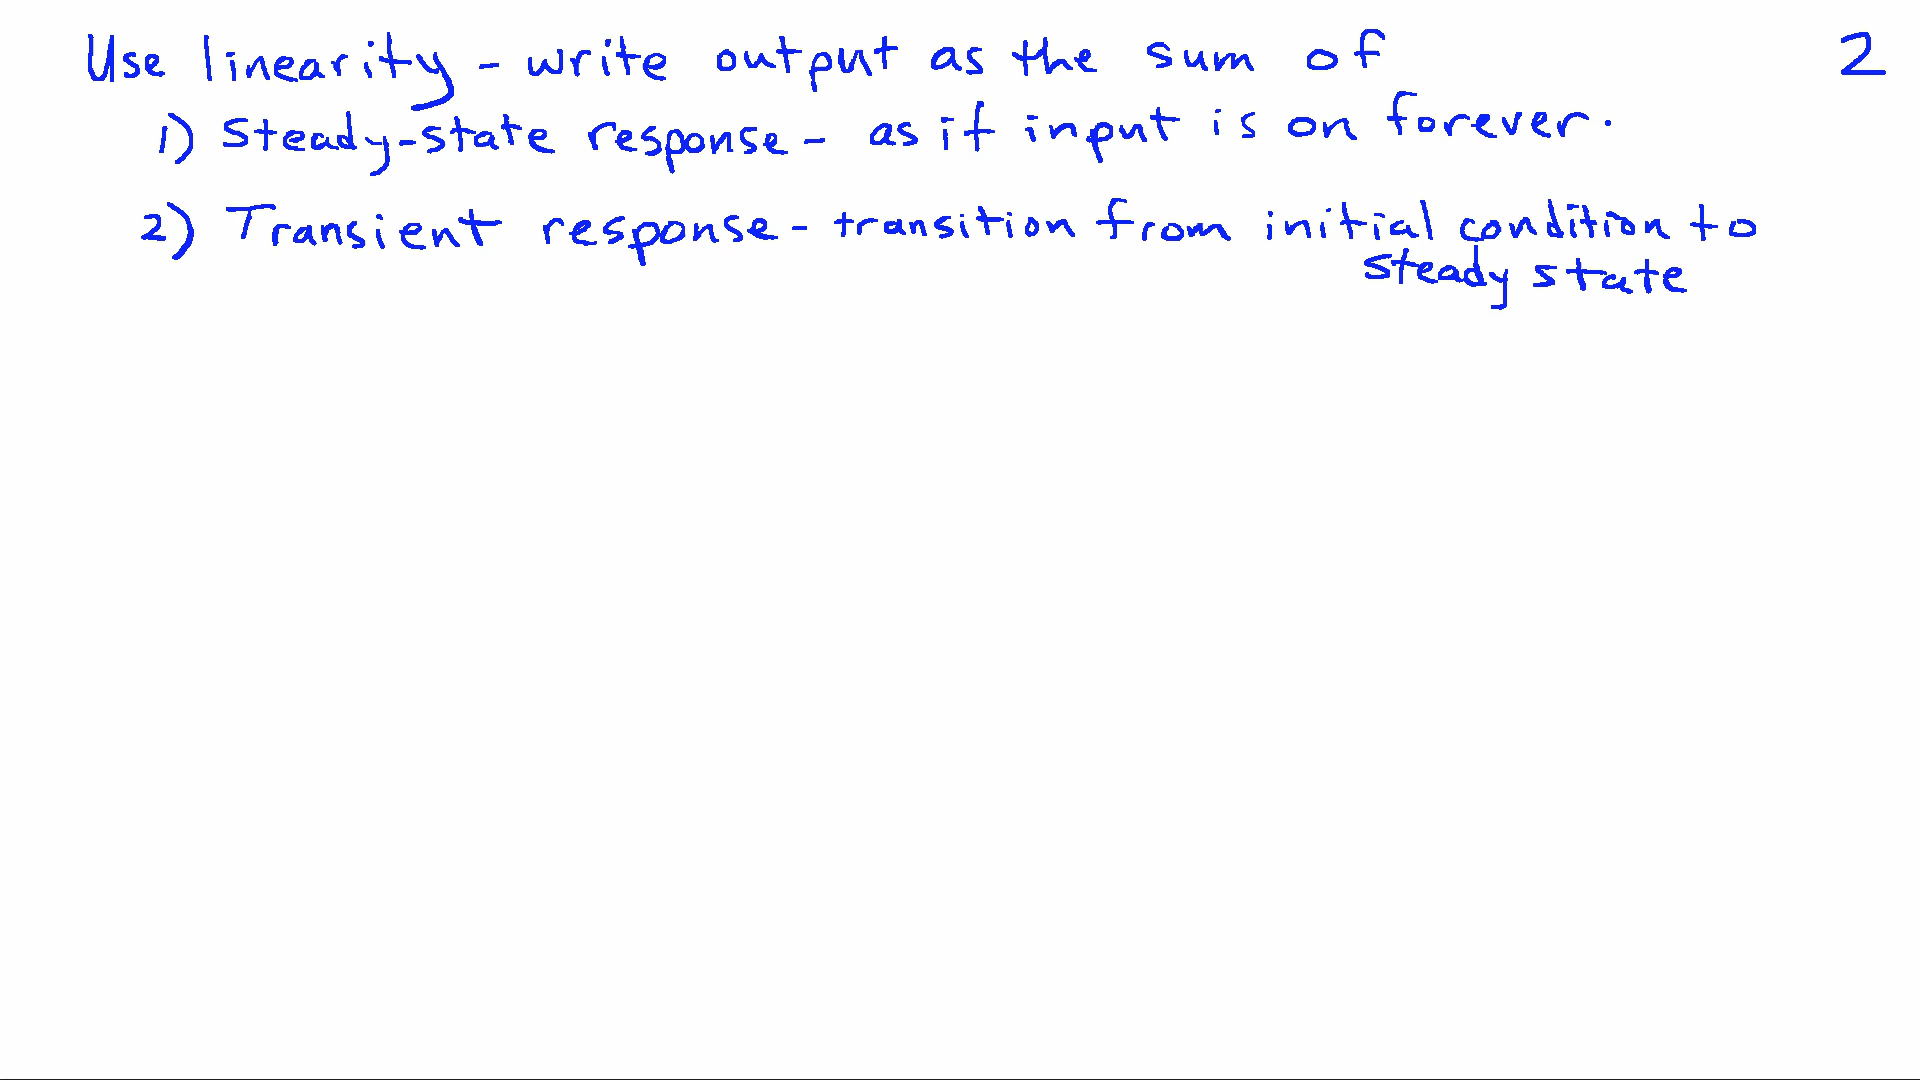 Use linearity - write output as the sum of
2
1) Steady-state response - as if input is on forever.
2) Transient response - transition from initial condition to
steady state